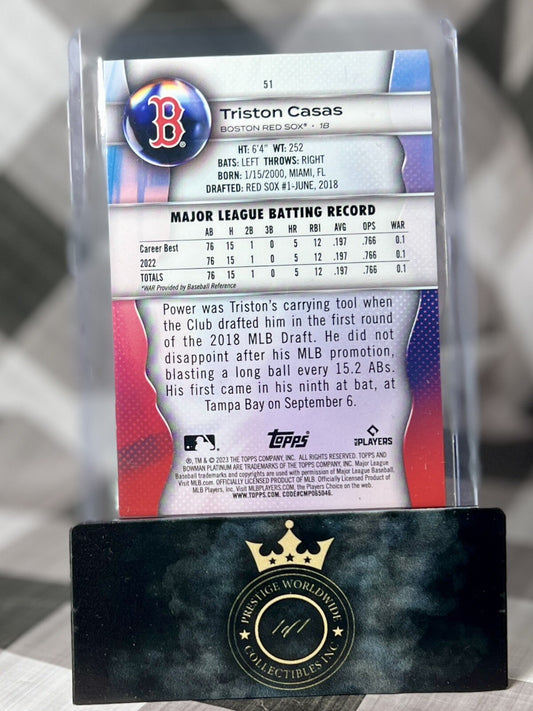 51
B
Triston Casas
BOSTON RED SOX® • 1B
HT: 6'4" WT: 252
BATS: LEFT THROWS: RIGHT
BORN: 1/15/2000, MIAMI, FL
DRAFTED: RED SOX #1-JUNE, 2018
MAJOR LEAGUE BATTING RECORD
AB H 2B 3B HR RBI AVG OPS WAR
Career Best 76 15 1 0 5 12 .197 .766 0.1
2022 76 15 1 0 5 12 .197 .766 0.1
TOTALS 76 15 1 0 5 12 .197 .766 0.1
*WAR Provided by Baseball Reference
Power was Triston's carrying tool when
the Club drafted him in the first round
of the 2018 MLB Draft. He did not
disappoint after his MLB promotion,
blasting a long ball every 15.2 ABs.
His first came in his ninth at bat, at
Tampa Bay on September 6.
topps PLAYERS
®, TM & © 2023 THE TOPPS COMPANY, INC. ALL RIGHTS RESERVED. TOPPS AND
BOWMAN PLATINUM ARE TRADEMARKS OF THE TOPPS COMPANY, INC. Major League
Baseball trademarks and copyrights are used with permission of Major League Baseball.
Visit MLB.com. OFFICIALLY LICENSED PRODUCT OF MLB. Officially Licensed Product of
MLB Players, Inc. Visit MLBPLAYERS.com, the Players Choice on the web.
WWW.TOPPS.COM. CODE#CMP065046.
PRESTIGE WORLDWIDE
1of1
COLLECTIBLES INC